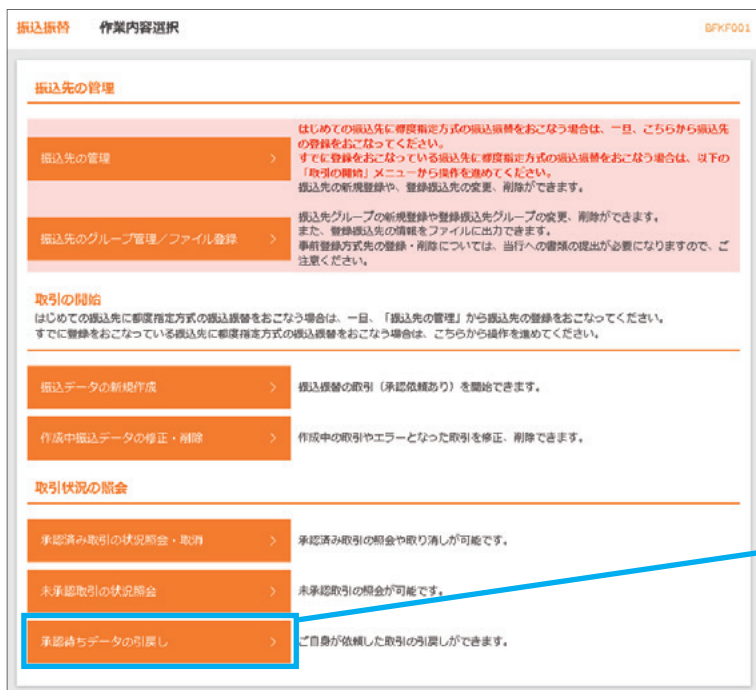 振込振替 作業内容選択 BFKF001
振込先の管理
振込先の管理
はじめての振込先に都度指定方式の振込振替をおこなう場合は、一旦、こちらから振込先
の登録をおこなってください。
すでに登録をおこなっている振込先に都度指定方式の振込振替をおこなう場合は、以下の
「取引の開始」メニューから操作を進めてください。
振込先の新規登録や、登録振込先の変更、削除ができます。
振込先のグループ管理/ファイル登録
振込先グループの新規登録や登録振込先グループの変更、削除ができます。
また、登録振込先の情報をファイルに出力できます。
事前登録方式先の登録・削除については、当行への書類の提出が必要になりますので、ご
注意ください。
取引の開始
はじめての振込先に都度指定方式の振込振替をおこなう場合は、一旦、「振込先の管理」から振込先の登録をおこなってください。
すでに登録をおこなっている振込先に都度指定方式の振込振替をおこなう場合は、こちらから操作を進めてください。
振込データの新規作成 振込振替の取引(承認依頼あり)を開始できます。
作成中振込データの修正・削除 作成中の取引やエラーとなった取引を修正、削除できます。
取引状況の照会
承認済み取引の状況照会・取消 承認済み取引の照会や取り消しが可能です。
未承認取引の状況照会 未承認取引の照会が可能です。
承認待ちデータの引戻し ご自身が依頼した取引の引戻しができます。